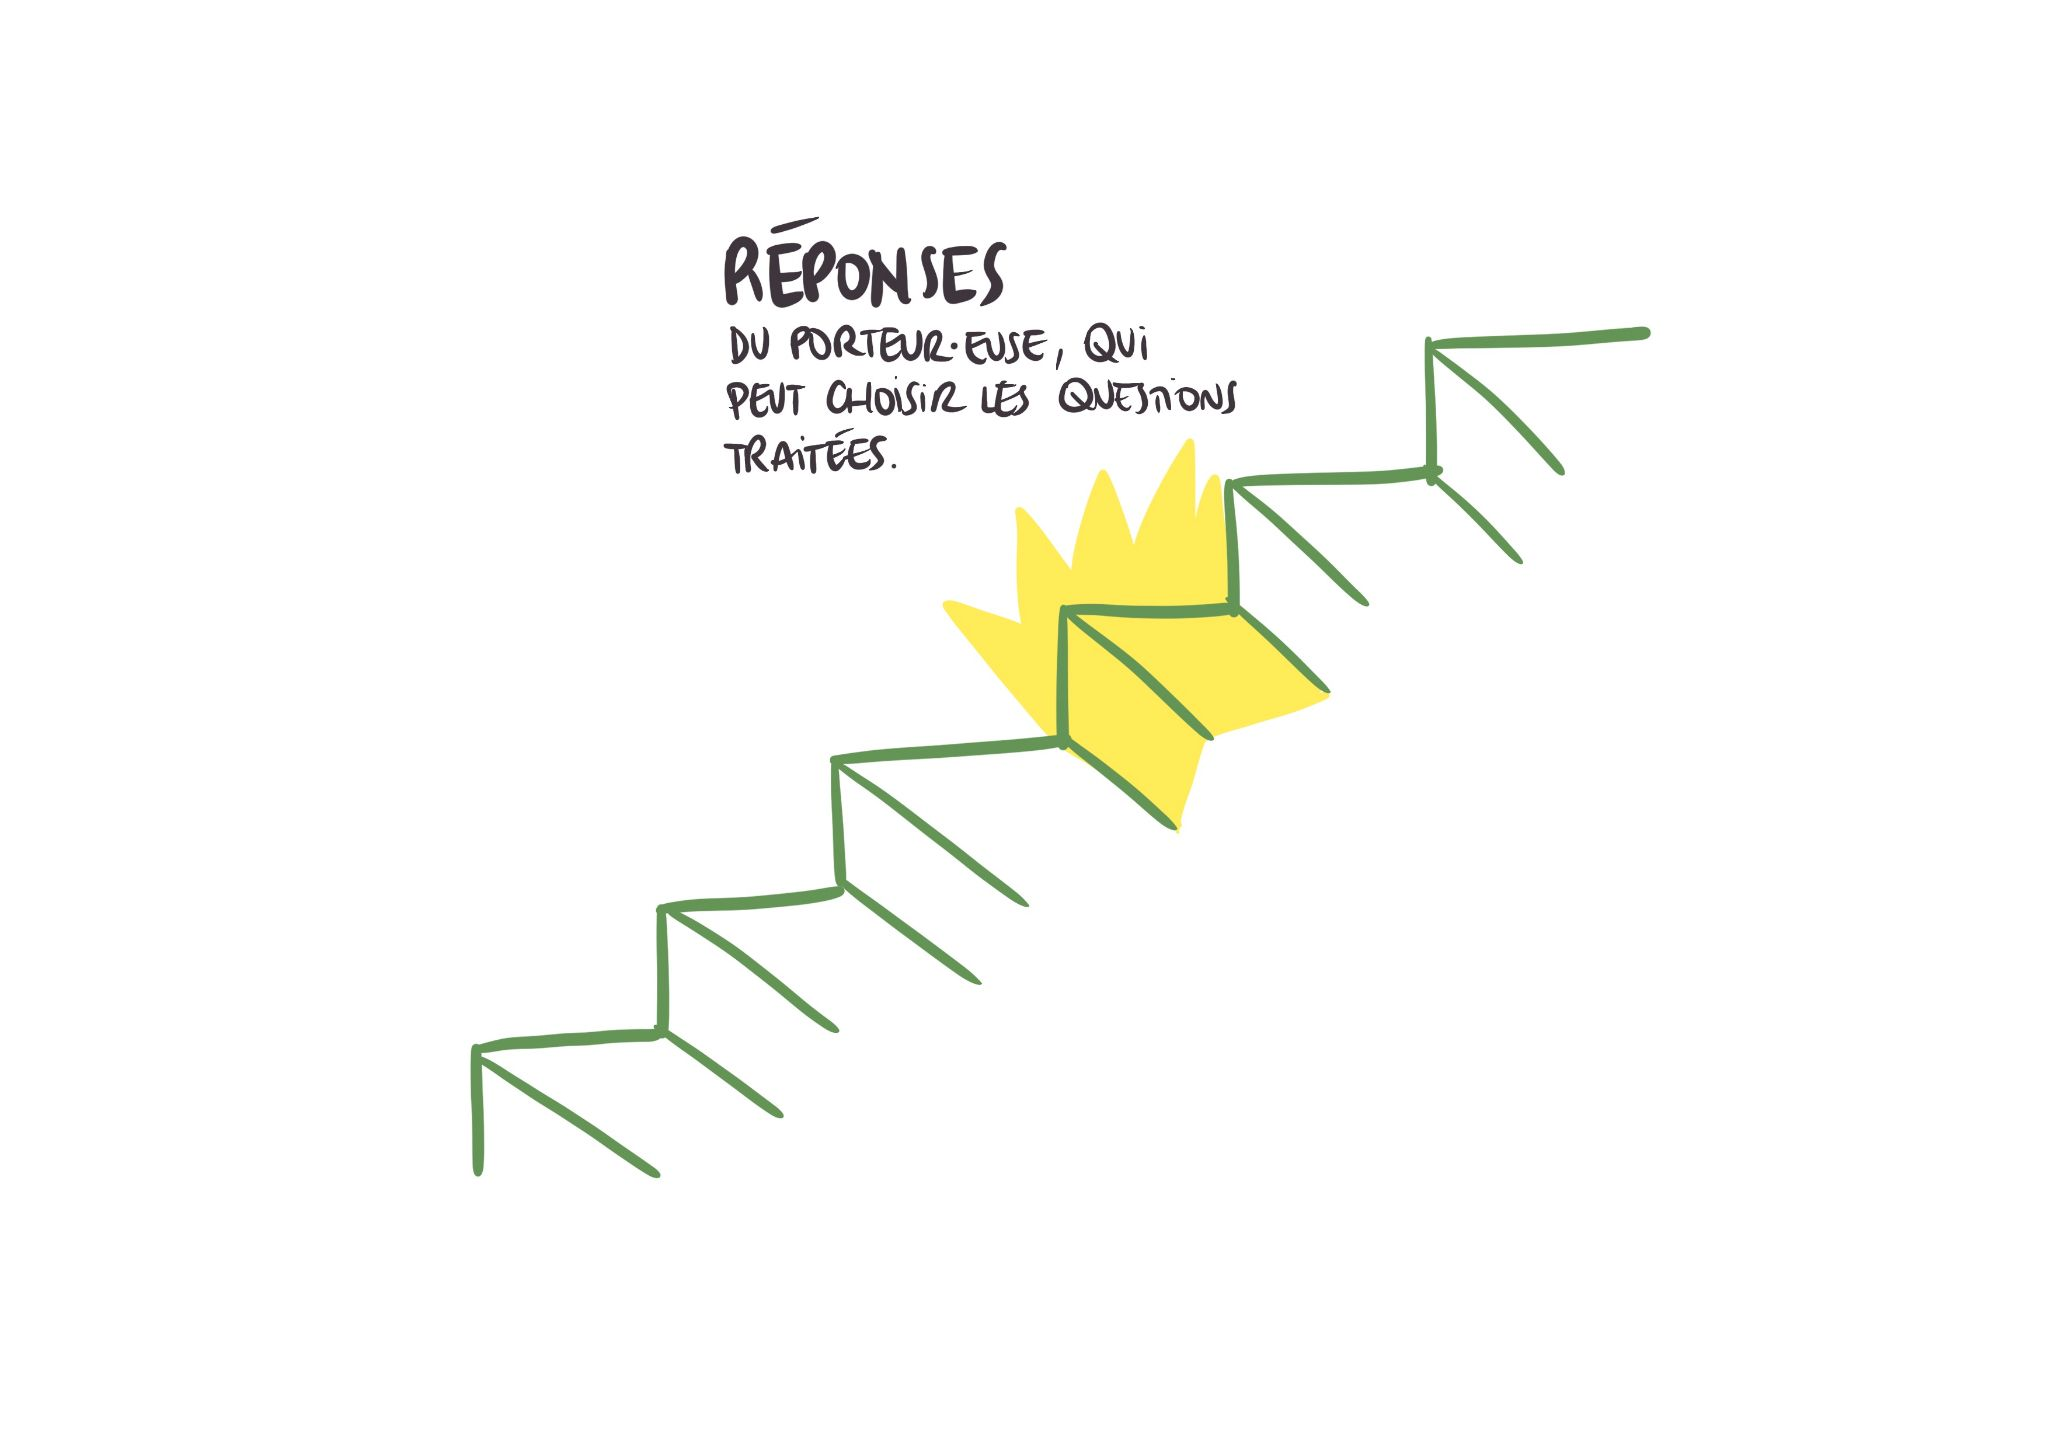 RÉPONSES
DU PORTEUR·EUSE, QUI
PEUT CHOISIR LES QUESTIONS
TRAITÉES.